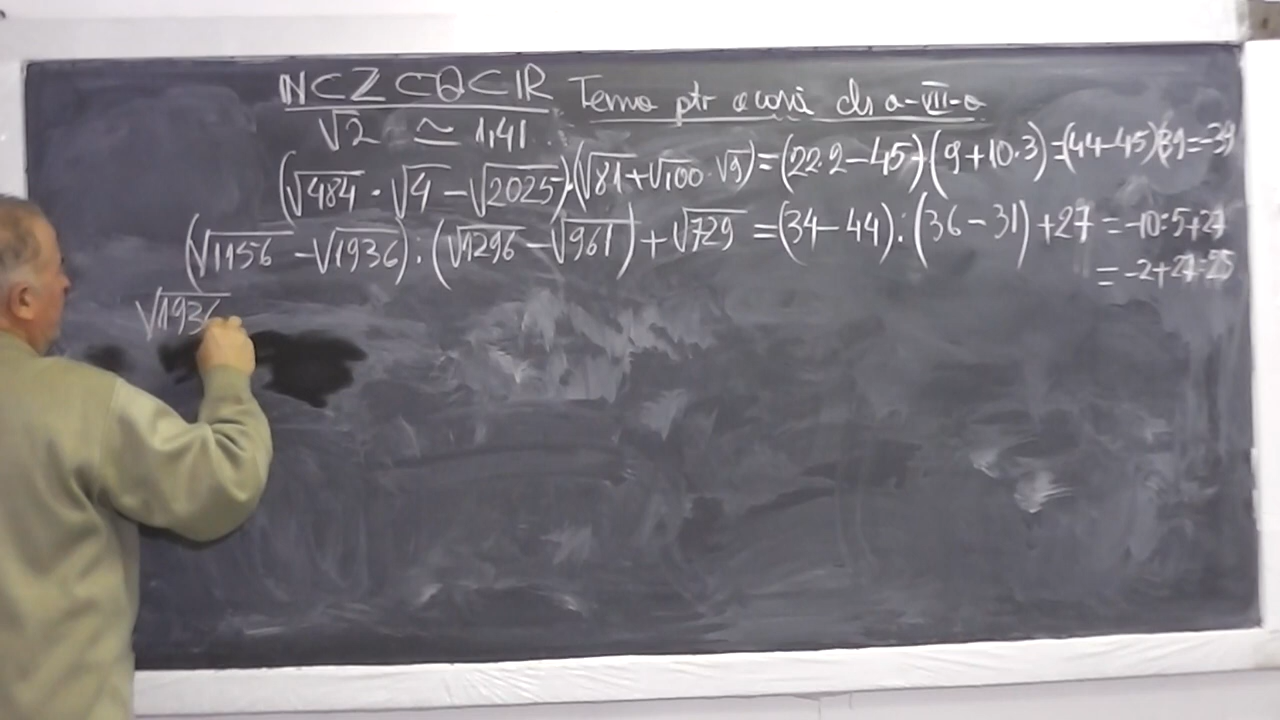 N⊂Z⊂Q⊂R Tema ptr acasă cls a-VII-a
√2 ≃ 1,41
(√484 · √4 − √2025)·(√81+√100·√9)=(22·2−45)·(9+10·3)=(44−45)39=−39
(√1156 −√1936):(√1296 −√961)+√729 =(34−44):(36−31)+27 =−10:5+27
=−2+27=25
√1936